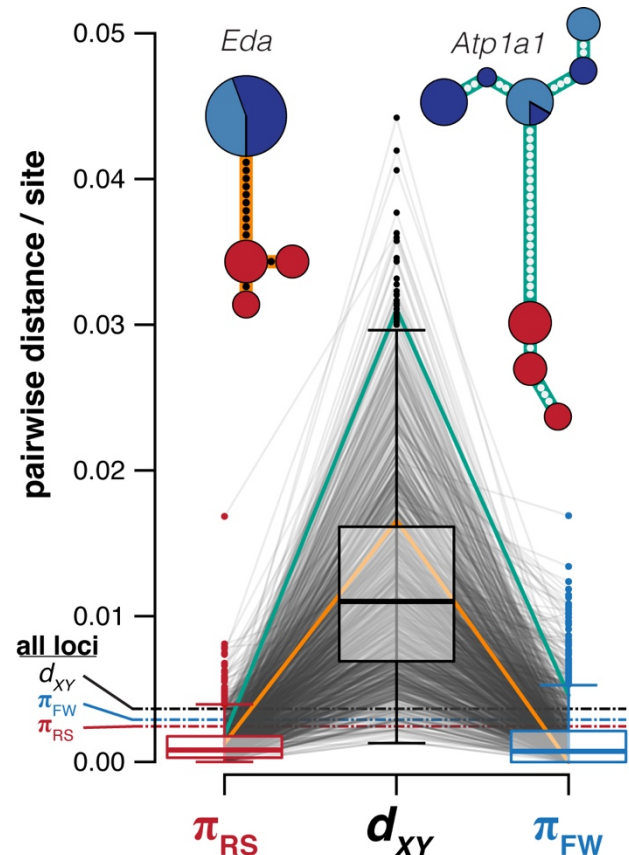 Eda
Atp1a1
pairwise distance / site
0.05
0.04
0.03
0.02
0.01
0.00
all loci
dXY
πFW
πRS
πRS
dXY
πFW